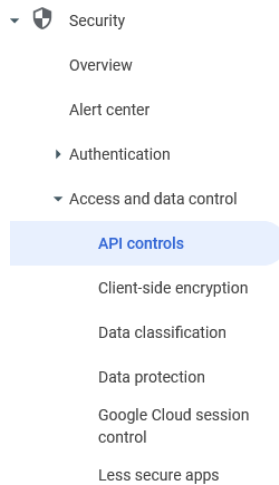 Security
Overview
Alert center
Authentication
Access and data control
API controls
Client-side encryption
Data classification
Data protection
Google Cloud session
control
Less secure apps